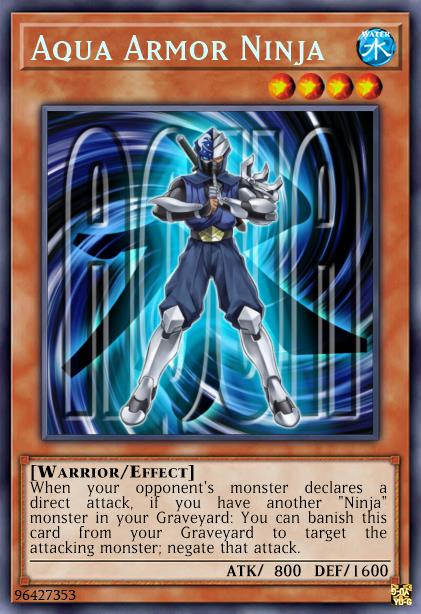 AQUA ARMOR NINJA
WATER
水
AQUA
水
[WARRIOR/EFFECT]
When your opponent's monster declares a
direct attack, if you have another "Ninja"
monster in your Graveyard: You can banish this
card from your Graveyard to target the
attacking monster; negate that attack.
ATK/ 800 DEF/1600
96427353